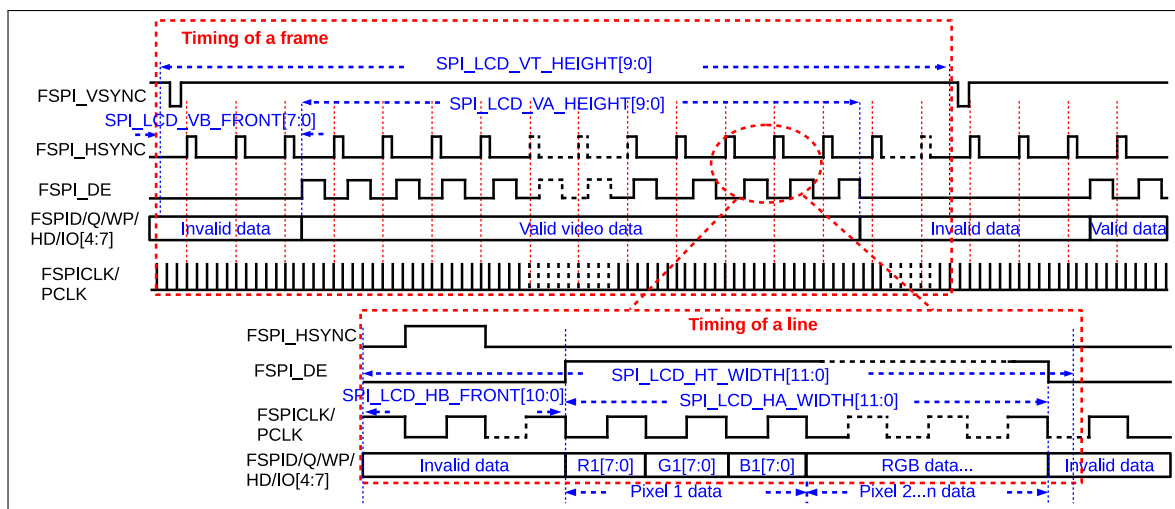 Timing of a frame
SPI_LCD_VT_HEIGHT[9:0]
FSPI_VSYNC
SPI_LCD_VA_HEIGHT[9:0]
SPI_LCD_VB_FRONT[7:0]
FSPI_HSYNC
FSPI_DE
FSPID/Q/WP/
HD/IO[4:7]
Invalid data
Valid video data
Invalid data
Valid data
FSPICLK/
PCLK
Timing of a line
FSPI_HSYNC
FSPI_DE
SPI_LCD_HT_WIDTH[11:0]
SPI_LCD_HB_FRONT[10:0]
SPI_LCD_HA_WIDTH[11:0]
FSPICLK/
PCLK
FSPID/Q/WP/
HD/IO[4:7]
Invalid data
R1[7:0]
G1[7:0]
B1[7:0]
RGB data...
Invalid data
Pixel 1 data
Pixel 2...n data